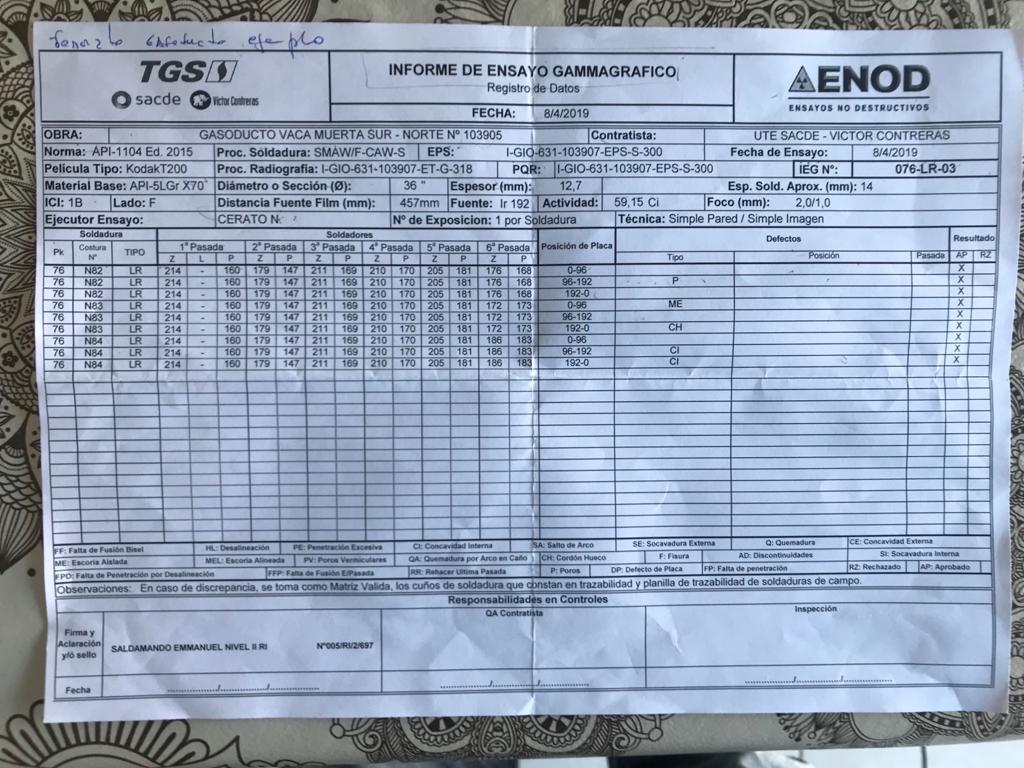 ejemplo
TGS
sacde Victor Contreras
INFORME DE ENSAYO GAMMAGRAFICO
Registro de Datos
FECHA: 8/4/2019
ENOD
ENSAYOS NO DESTRUCTIVOS
OBRA: GASODUCTO VACA MUERTA SUR - NORTE Nº 103905 Contratista: UTE SACDE - VICTOR CONTRERAS
Norma: API-1104 Ed. 2015 Proc. Soldadura: SMAW/F-CAW-S EPS: I-GIO-631-103907-EPS-S-300 Fecha de Ensayo: 8/4/2019
Película Tipo: KodakT200 Proc. Radiografía: I-GIO-631-103907-ET-G-318 PQR: I-GIO-631-103907-EPS-S-300 IEG Nº: 076-LR-03
Material Base: API-5LGr X70 Diámetro o Sección (Ø): 36 " Espesor (mm): 12,7 Esp. Sold. Aprox. (mm): 14
ICI: 1B Lado: F Distancia Fuente Film (mm): 457mm Fuente: Ir 192 Actividad: 59,15 Ci Foco (mm): 2,0/1,0
Ejecutor Ensayo: CERATO N. Nº de Exposicion: 1 por Soldadura Técnica: Simple Pared / Simple Imagen
Soldadura Soldadores Posición de Placa Defectos Resultado
Pk Costura Nº TIPO 1ª Pasada 2ª Pasada 3ª Pasada 4ª Pasada 5ª Pasada 6ª Pasada Tipo Posición Pasada AP RZ
Z L P Z P Z P Z P Z P Z P
76 N82 LR 214 - 160 179 147 211 169 210 170 205 181 176 168 0-96 X
76 N82 LR 214 - 160 179 147 211 169 210 170 205 181 176 168 96-192 P X
76 N82 LR 214 - 160 179 147 211 169 210 170 205 181 176 168 192-0 X
76 N83 LR 214 - 160 179 147 211 169 210 170 205 181 172 173 0-96 ME X
76 N83 LR 214 - 160 179 147 211 169 210 170 205 181 172 173 96-192 X
76 N83 LR 214 - 160 179 147 211 169 210 170 205 181 172 173 192-0 CH X
76 N84 LR 214 - 160 179 147 211 169 210 170 205 181 186 183 0-96 X
76 N84 LR 214 - 160 179 147 211 169 210 170 205 181 186 183 96-192 CI X
76 N84 LR 214 - 160 179 147 211 169 210 170 205 181 186 183 192-0 CI X
FF: Falta de Fusión Bisel HL: Desalineación PE: Penetración Excesiva CI: Concavidad Interna SA: Salto de Arco SE: Socavadura Externa Q: Quemadura CE: Concavidad Externa
ME: Escoria Aislada MEL: Escoria Alineada PV: Poros Vermiculares QA: Quemadura por Arco en Caño CH: Cordón Hueco F: Fisura AD: Discontinuidades SI: Socavadura Interna
FPD: Falta de Penetración por Desalineación FFP: Falta de Fusión E/Pasada RR: Rehacer Ultima Pasada P: Poros DP: Defecto de Placa FP: Falta de penetración RZ: Rechazado AP: Aprobado
Observaciones: En caso de discrepancia, se toma como Matriz Valida, los cuños de soldadura que constan en trazabilidad y planilla de trazabilidad de soldaduras de campo.
Responsabilidades en Controles
QA Contratista Inspección
Firma y Aclaración y/ó sello SALDAMANDO EMMANUEL NIVEL II RI Nº005/RI/2/697
Fecha ......./......./....... ......./......./....... ......./......./.......